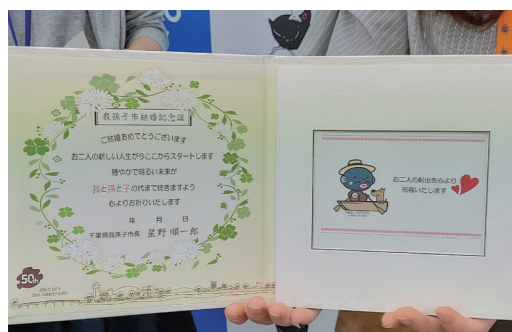 我孫子市結婚記念証
ご結婚おめでとうございます
お二人の新しい人生がここからスタートします
穏やかで明るい未来が
我と孫と子の代まで続きますよう
心よりお祈りいたします
年　月　日
千葉県我孫子市長 星野 順一郎
50th
ABIKO CITY
50TH ANNIVERSARY
お二人の船出を心より
祝福いたします